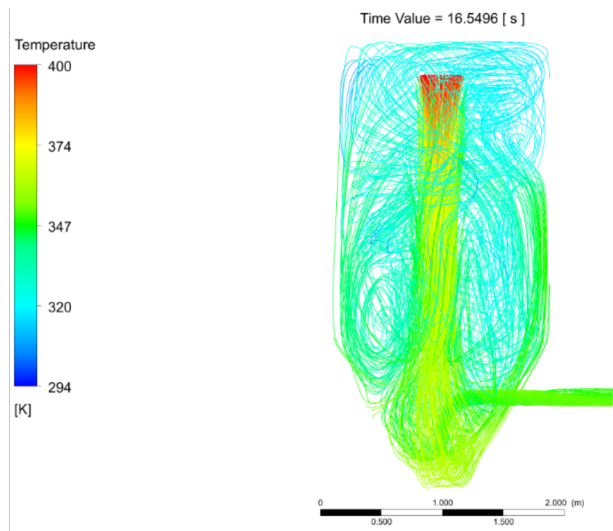 Time Value = 16.5496 [ s ]
Temperature
400
374
347
320
294
[K]
0 1.000 2.000 (m)
0.500 1.500